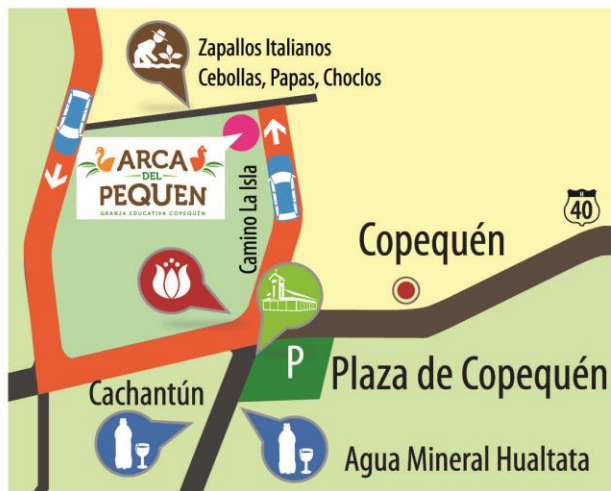 Zapallos Italianos
Cebollas, Papas, Choclos
ARCA
DEL
PEQUEN
GRANJA EDUCATIVA COPEQUÉN
Camino La Isla
H
40
Copequén
P
Plaza de Copequén
Cachantún
Agua Mineral Hualtata